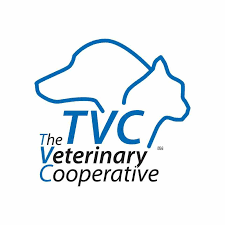 TVC
The
Veterinary
Cooperative